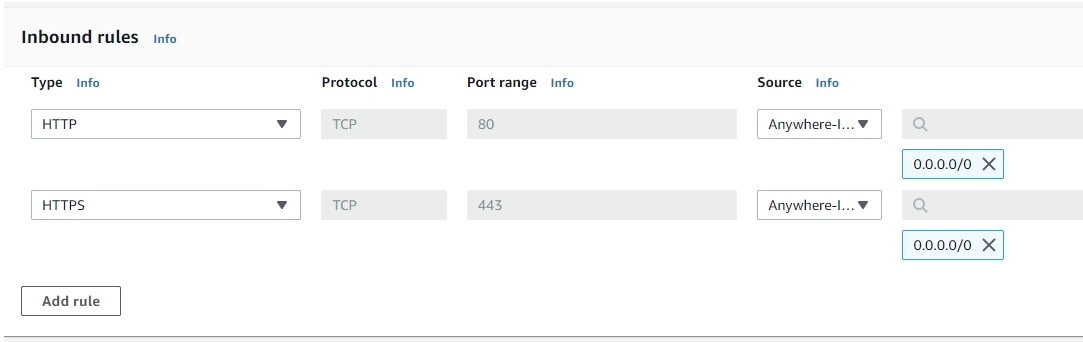 Inbound rules Info
Type Info Protocol Info Port range Info Source Info
HTTP TCP 80 Anywhere-I...
0.0.0.0/0
HTTPS TCP 443 Anywhere-I...
0.0.0.0/0
Add rule